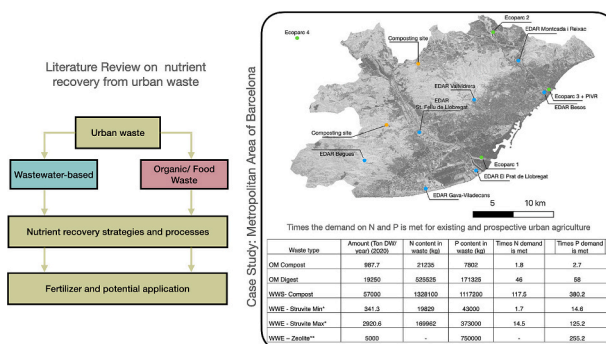 Literature Review on nutrient
recovery from urban waste
Urban waste
Wastewater-based
Organic/ Food
Waste
Nutrient recovery strategies and processes
Fertilizer and potential application
Case Study: Metropolitan Area of Barcelona
Ecoparc 4
Ecoparc 2
Composting site
EDAR Montcada i Reixac
EDAR Vallvidrera
EDAR
St. Feliu de Llobregat
Ecoparc 3 + PIVR
EDAR Besos
Composting site
EDAR Begues
Ecoparc 1
EDAR El Prat de Llobregat
EDAR Gava-Viladecans
5 10 km
Times the demand on N and P is met for existing and prospective urban agriculture
Waste type Amount (Ton DW/ year) (2020) N content in waste (kg) P content in waste (kg) Times N demand is met Times P demand is met
OM Compost 987.7 21235 7802 1.8 2.7
OM Digest 19250 525525 171325 46 58
WWS- Compost 57000 1328100 1117200 117.5 380.2
WWE - Struvite Min* 341.3 19829 43000 1.7 14.6
WWE - Struvite Max* 2920.6 169962 373000 14.5 125.2
WWE – Zeolite** 5000 - 750000 - 255.2